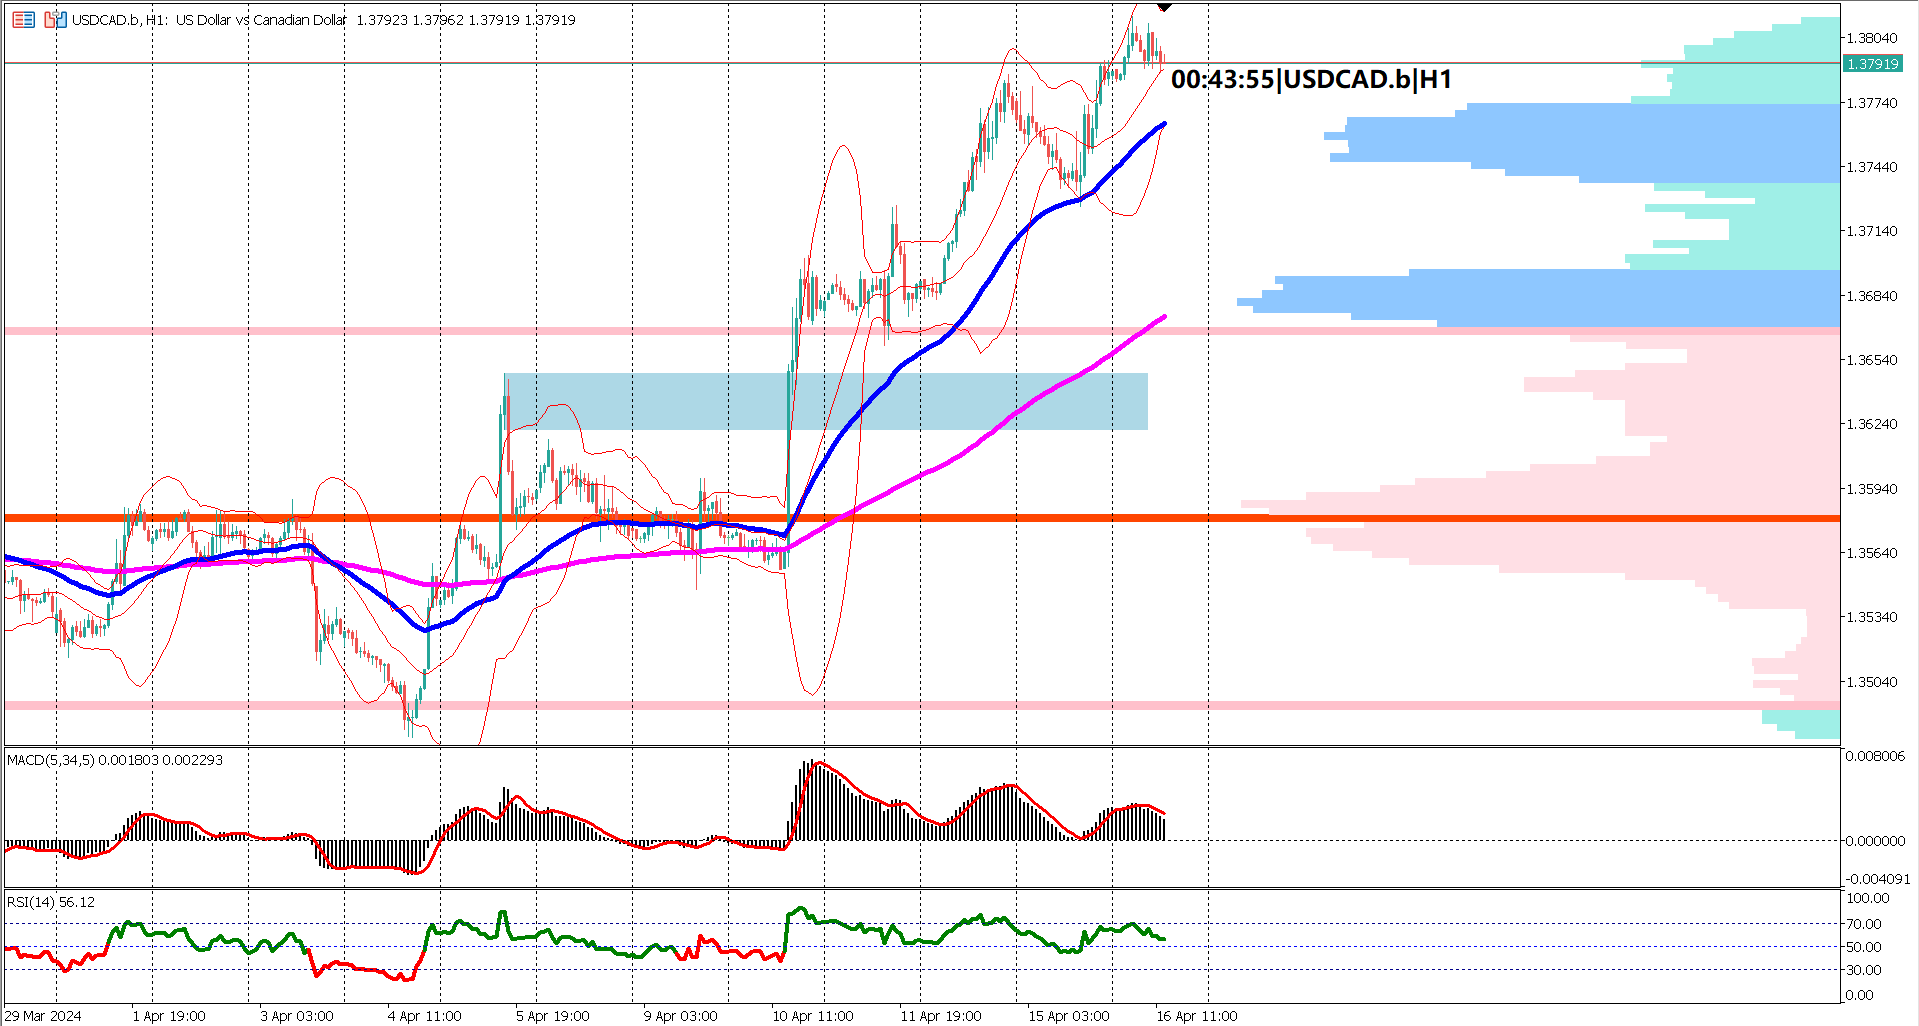 USDCAD.b, H1: US Dollar vs Canadian Dollar 1.37923 1.37962 1.37919 1.37919
1.38040
1.37919
00:43:55|USDCAD.b|H1
1.37740
1.37440
1.37140
1.36840
1.36540
1.36240
1.35940
1.35640
1.35340
1.35040
MACD(5,34,5) 0.001803 0.002293
0.008006
0.000000
-0.004091
RSI(14) 56.12
100.00
70.00
50.00
30.00
0.00
29 Mar 2024
1 Apr 19:00
3 Apr 03:00
4 Apr 11:00
5 Apr 19:00
9 Apr 03:00
10 Apr 11:00
11 Apr 19:00
15 Apr 03:00
16 Apr 11:00